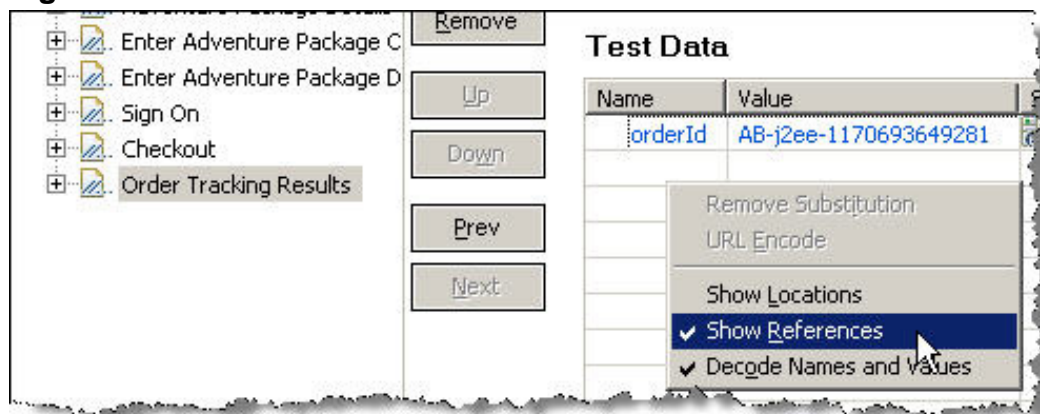 Enter Adventure Package C
Enter Adventure Package D
Sign On
Checkout
Order Tracking Results
Remove
Up
Down
Prev
Next
Test Data
Name Value
orderId AB-j2ee-1170693649281
Remove Substitution
URL Encode
Show Locations
Show References
Decode Names and Values